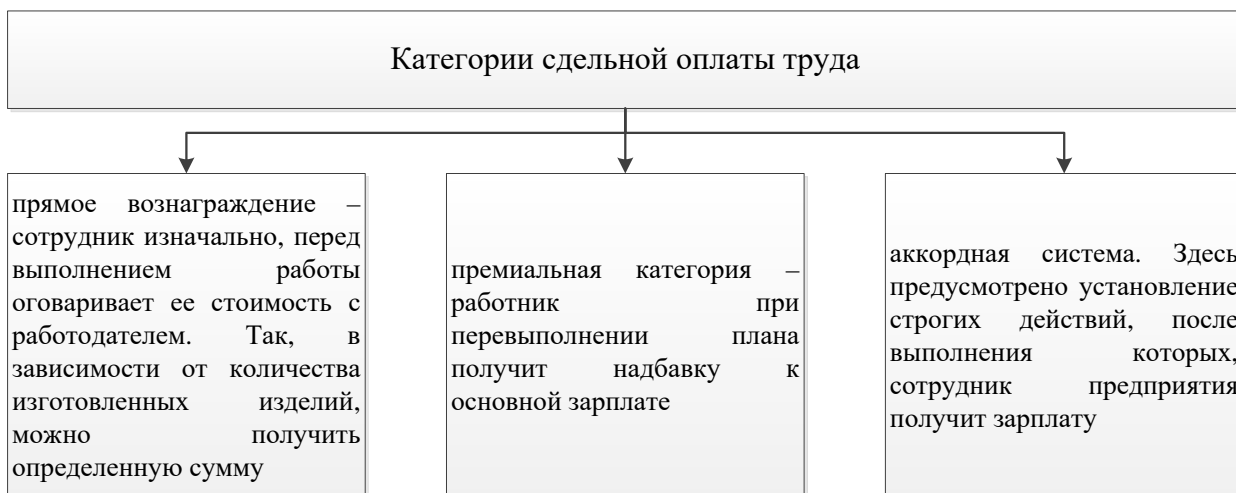 Категории сдельной оплаты труда
прямое вознаграждение –
сотрудник изначально, перед
выполнением работы
оговаривает ее стоимость с
работодателем. Так, в
зависимости от количества
изготовленных изделий,
можно получить
определенную сумму
премиальная категория –
работник при
перевыполнении плана
получит надбавку к
основной зарплате
аккордная система. Здесь
предусмотрено установление
строгих действий, после
выполнения которых,
сотрудник предприятия
получит зарплату